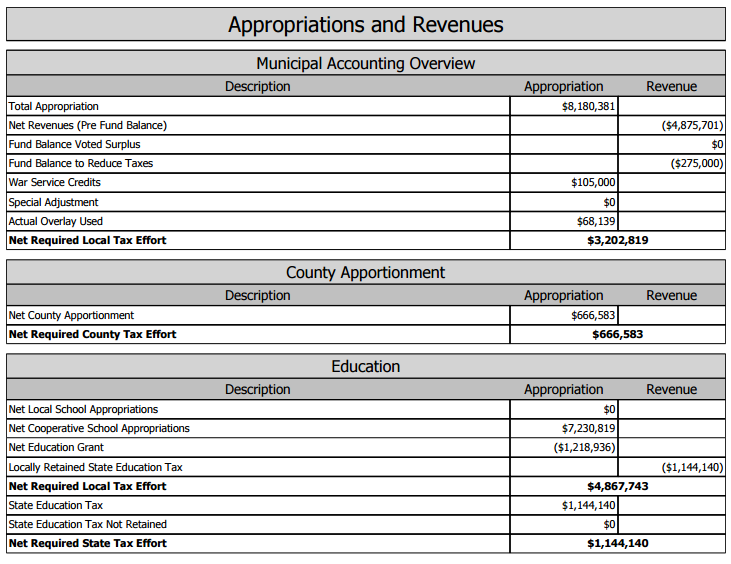 Appropriations and Revenues
Municipal Accounting Overview
Description Appropriation Revenue
Total Appropriation $8,180,381
Net Revenues (Pre Fund Balance) ($4,875,701)
Fund Balance Voted Surplus $0
Fund Balance to Reduce Taxes ($275,000)
War Service Credits $105,000
Special Adjustment $0
Actual Overlay Used $68,139
Net Required Local Tax Effort $3,202,819
County Apportionment
Description Appropriation Revenue
Net County Apportionment $666,583
Net Required County Tax Effort $666,583
Education
Description Appropriation Revenue
Net Local School Appropriations $0
Net Cooperative School Appropriations $7,230,819
Net Education Grant ($1,218,936)
Locally Retained State Education Tax ($1,144,140)
Net Required Local Tax Effort $4,867,743
State Education Tax $1,144,140
State Education Tax Not Retained $0
Net Required State Tax Effort $1,144,140